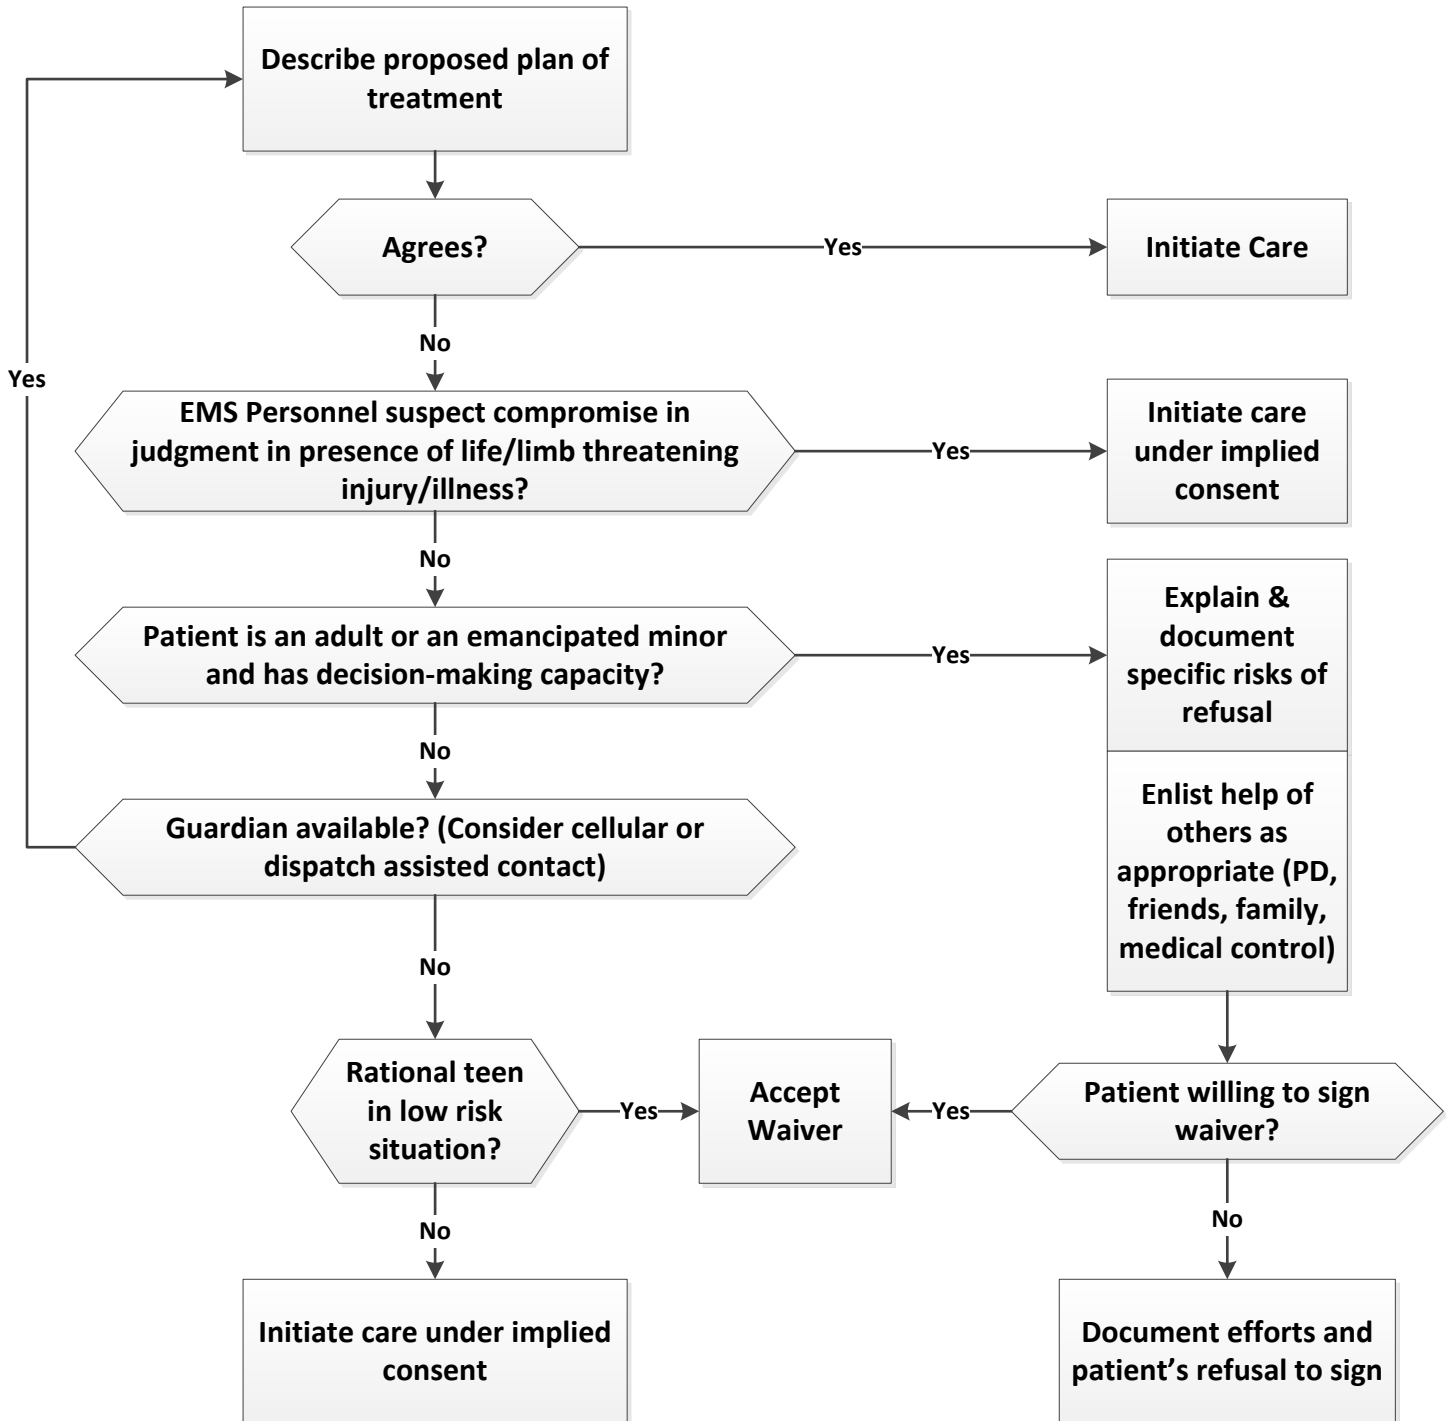 Describe proposed plan of
treatment
Agrees?
Yes
Initiate Care
No
Yes
EMS Personnel suspect compromise in
judgment in presence of life/limb threatening
injury/illness?
Yes
Initiate care
under implied
consent
No
Patient is an adult or an emancipated minor
and has decision-making capacity?
Yes
Explain &
document
specific risks of
refusal
No
Guardian available? (Consider cellular or
dispatch assisted contact)
Enlist help of
others as
appropriate (PD,
friends, family,
medical control)
No
Rational teen
in low risk
situation?
Yes
Accept
Waiver
Yes
Patient willing to sign
waiver?
No
No
Initiate care under implied
consent
Document efforts and
patient’s refusal to sign